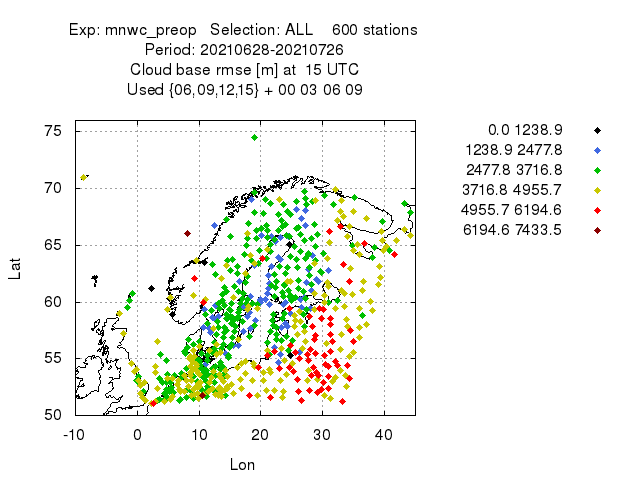 Exp: mnwc_preop   Selection: ALL    600 stations
Period: 20210628-20210726
Cloud base rmse [m] at  15 UTC
Used {06,09,12,15} + 00 03 06 09
0.0 1238.9
1238.9 2477.8
2477.8 3716.8
3716.8 4955.7
4955.7 6194.6
6194.6 7433.5
75
70
65
60
55
50
Lat
-10 0 10 20 30 40
Lon